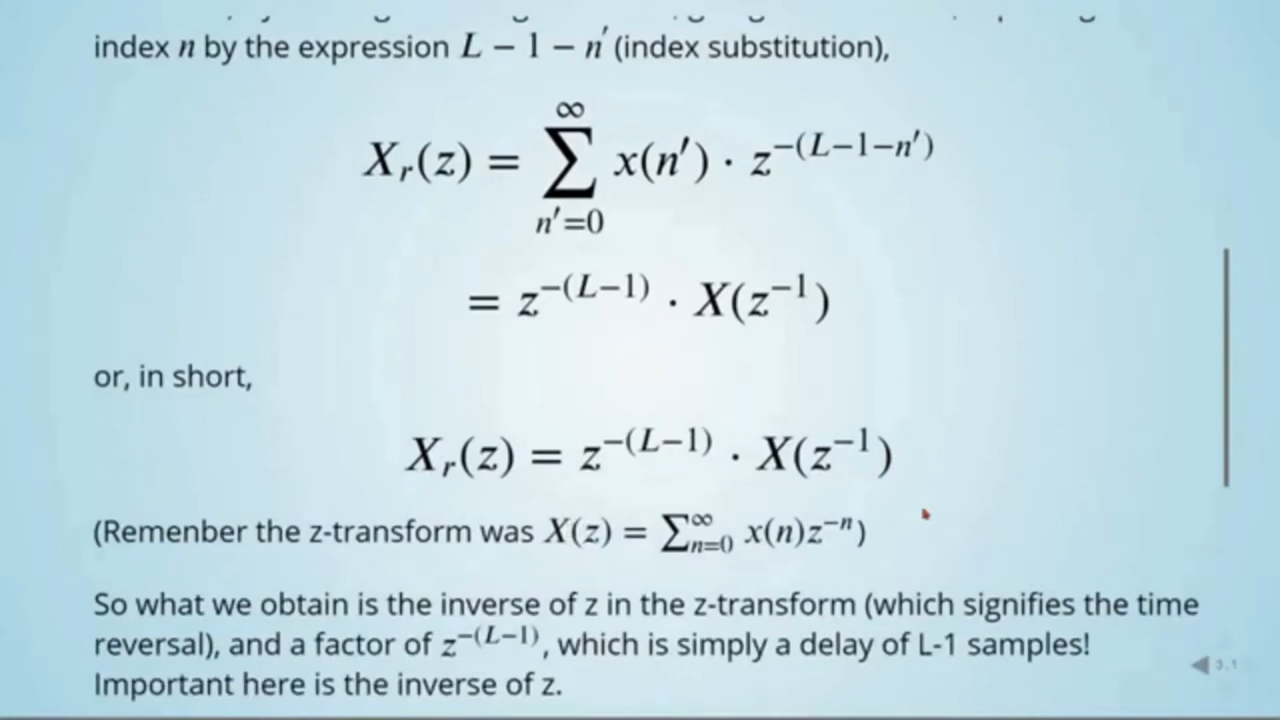 index n by the expression L − 1 − n′ (index substitution),
X_r(z) = ∑_{n′=0}^{∞} x(n′) · z^{−(L−1−n′)}
= z^{−(L−1)} · X(z^{−1})
or, in short,
X_r(z) = z^{−(L−1)} · X(z^{−1})
(Remenber the z-transform was X(z) = ∑_{n=0}^{∞} x(n)z^{−n})
So what we obtain is the inverse of z in the z-transform (which signifies the time
reversal), and a factor of z^{−(L−1)}, which is simply a delay of L-1 samples!
Important here is the inverse of z.
3.1